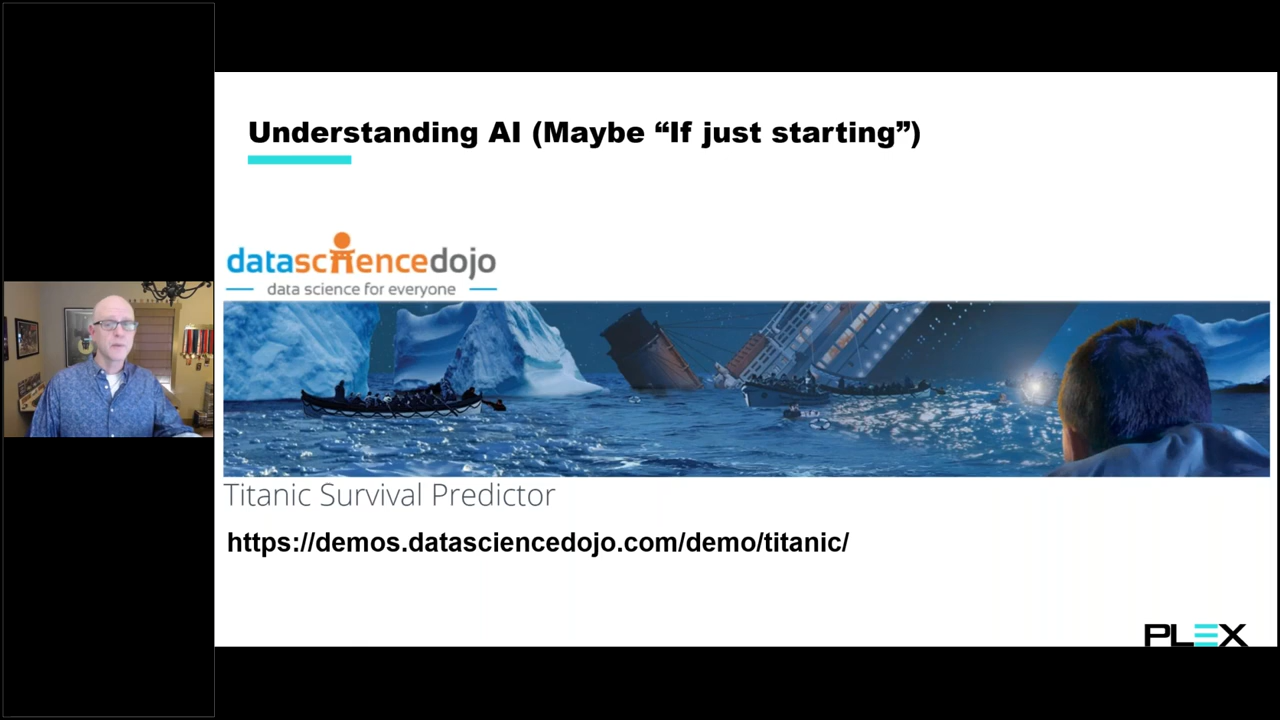 Understanding AI (Maybe “If just starting”)
datasciencedojo
data science for everyone
Titanic Survival Predictor
https://demos.datasciencedojo.com/demo/titanic/
PLEX